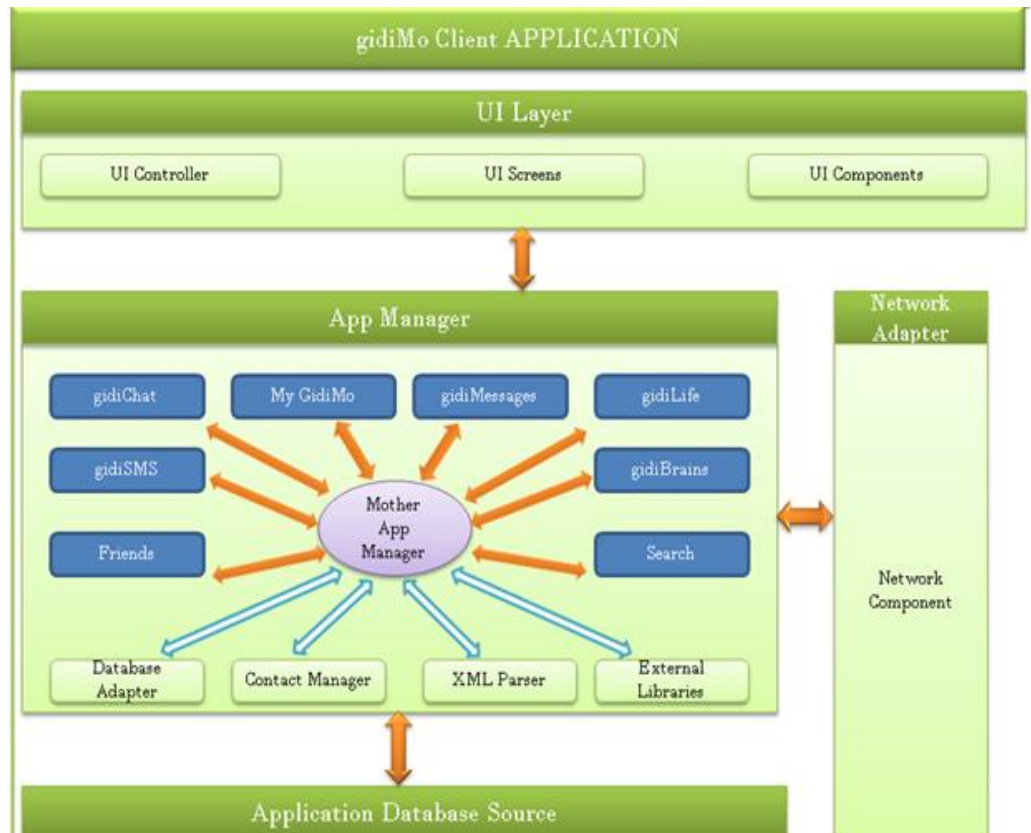 gidiMo Client APPLICATION
UI Layer
UI Controller
UI Screens
UI Components
App Manager
Network
Adapter
gidiChat
My GidiMo
gidiMessages
gidiLife
gidiSMS
gidiBrains
Mother
App
Manager
Friends
Search
Network
Component
Database
Adapter
Contact Manager
XML Parser
External
Libraries
Application Database Source